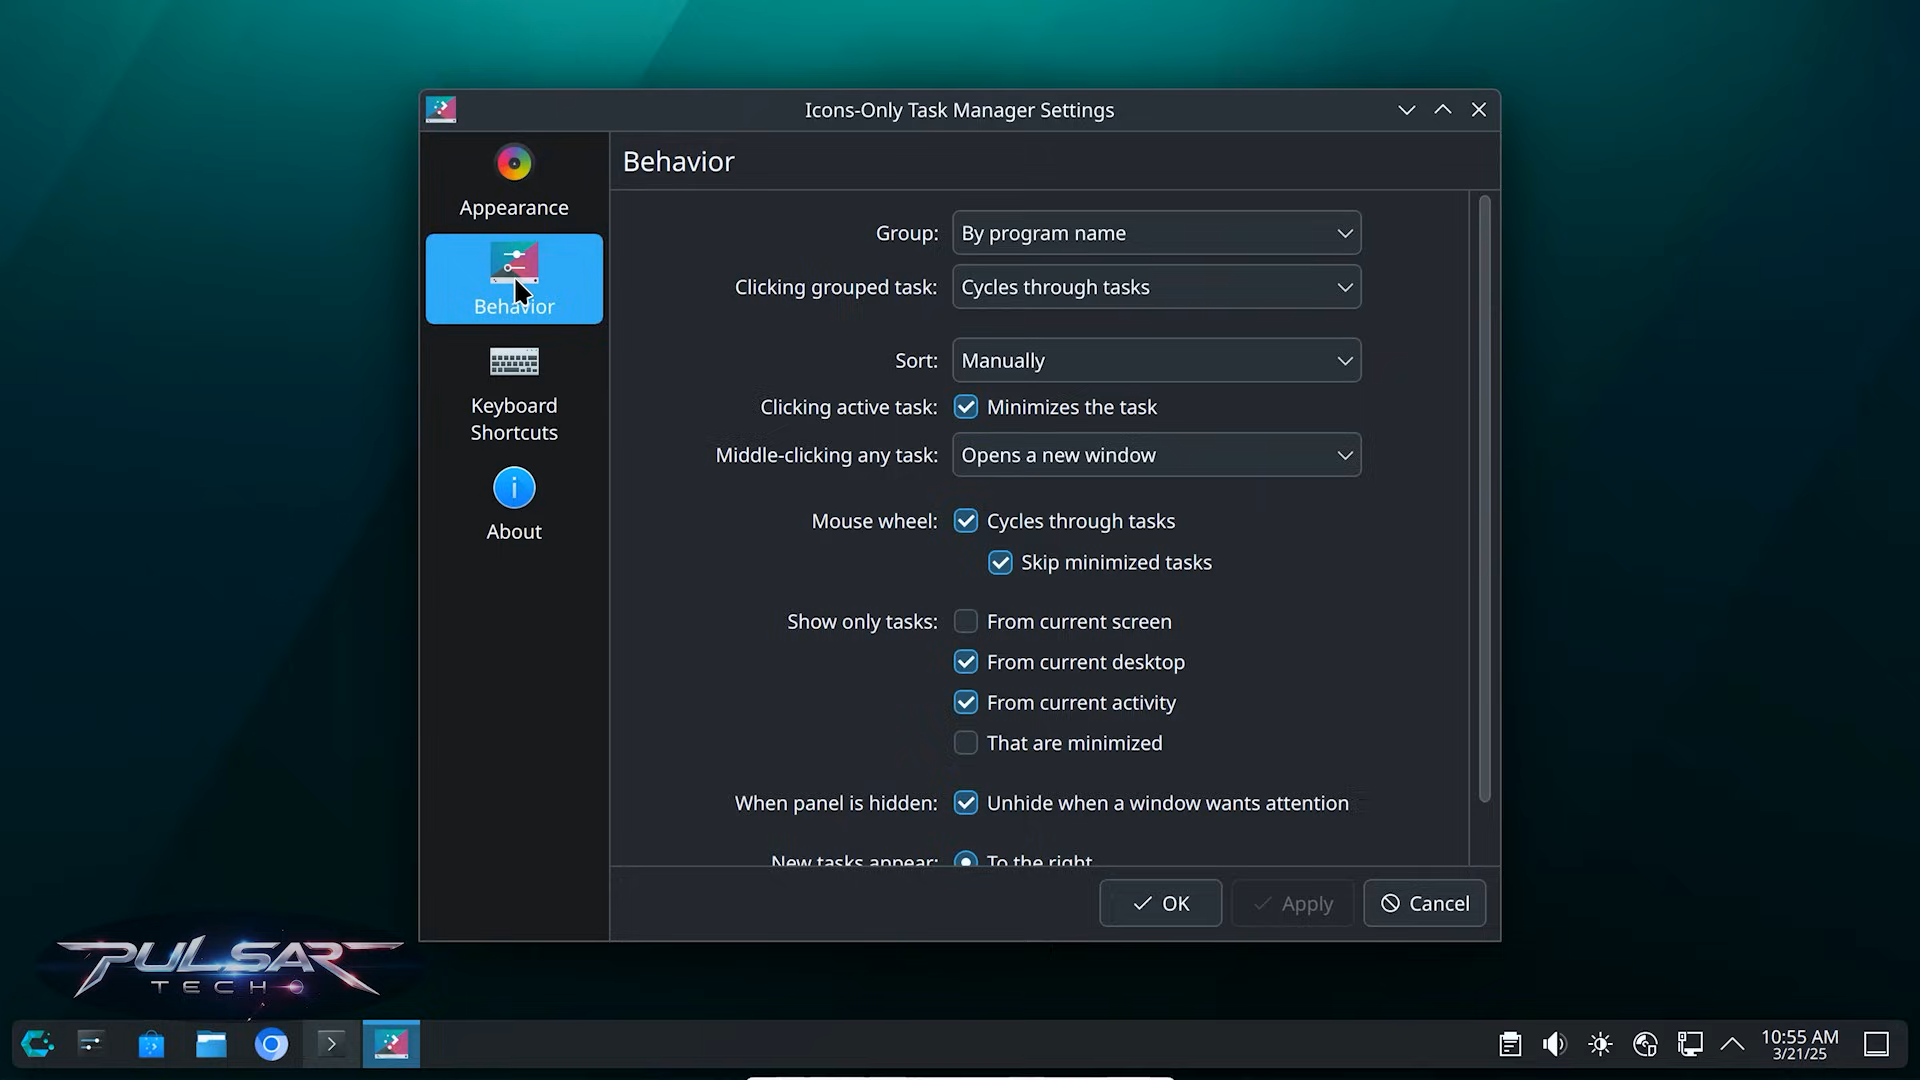 Icons-Only Task Manager Settings
Appearance
Behavior
Keyboard
Shortcuts
About
Behavior
Group: By program name
Clicking grouped task: Cycles through tasks
Sort: Manually
Clicking active task: Minimizes the task
Middle-clicking any task: Opens a new window
Mouse wheel: Cycles through tasks
Skip minimized tasks
Show only tasks: From current screen
From current desktop
From current activity
That are minimized
When panel is hidden: Unhide when a window wants attention
New tasks appear: To the right
OK Apply Cancel
PULSAR
TECH
10:55 AM
3/21/25